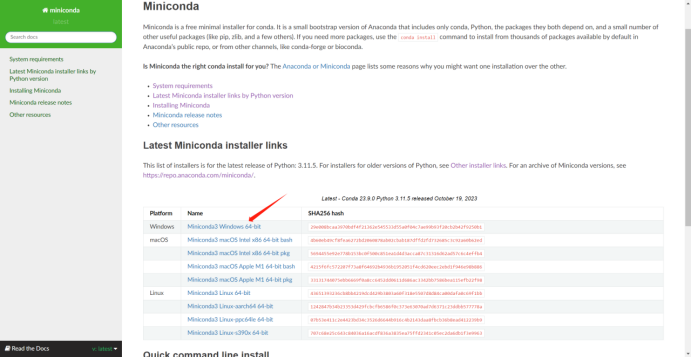 miniconda
latest
Search docs
System requirements
Latest Miniconda installer links by
Python version
Installing Miniconda
Miniconda release notes
Other resources
Read the Docs
v: latest
Miniconda
Miniconda is a free minimal installer for conda. It is a small bootstrap version of Anaconda that includes only conda, Python, the packages they both depend on, and a small number of
other useful packages (like pip, zlib, and a few others). If you need more packages, use the conda install command to install from thousands of packages available by default in
Anaconda's public repo, or from other channels, like conda-forge or bioconda.
Is Miniconda the right conda install for you? The Anaconda or Miniconda page lists some reasons why you might want one installation over the other.
System requirements
Latest Miniconda installer links by Python version
Installing Miniconda
Miniconda release notes
Other resources
Latest Miniconda installer links
This list of installers is for the latest release of Python: 3.11.5. For installers for older versions of Python, see Other installer links. For an archive of Miniconda versions, see
https://repo.anaconda.com/miniconda/.
Latest - Conda 23.9.0 Python 3.11.5 released October 19, 2023
Platform Name SHA256 hash
Windows Miniconda3 Windows 64-bit
macOS Miniconda3 macOS Intel x86 64-bit bash
Miniconda3 macOS Intel x86 64-bit pkg
Miniconda3 macOS Apple M1 64-bit bash
Miniconda3 macOS Apple M1 64-bit pkg
Linux Miniconda3 Linux 64-bit
Miniconda3 Linux-aarch64 64-bit
Miniconda3 Linux-ppc64le 64-bit
Miniconda3 Linux-s390x 64-bit
Quick command line install